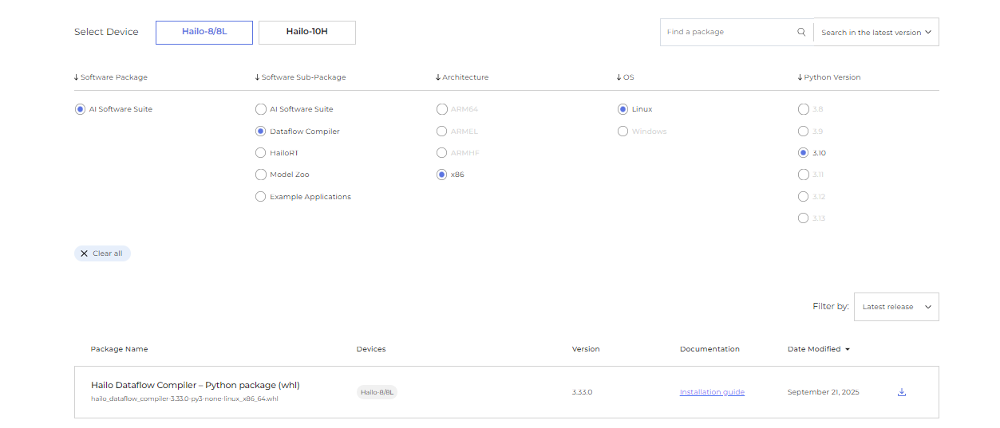 Select Device
Hailo-8/8L
Hailo-10H
Find a package
Search in the latest version
Software Package
Software Sub-Package
Architecture
OS
Python Version
AI Software Suite
AI Software Suite
ARM64
Linux
3.8
Dataflow Compiler
ARMEL
Windows
3.9
HailoRT
ARMHF
3.10
Model Zoo
x86
3.11
Example Applications
3.12
3.13
Clear all
Filter by:
Latest release
Package Name
Devices
Version
Documentation
Date Modified
Hailo Dataflow Compiler – Python package (whl)
hailo_dataflow_compiler-3.33.0-py3-none-linux_x86_64.whl
Hailo-8/8L
3.33.0
Installation guide
September 21, 2025